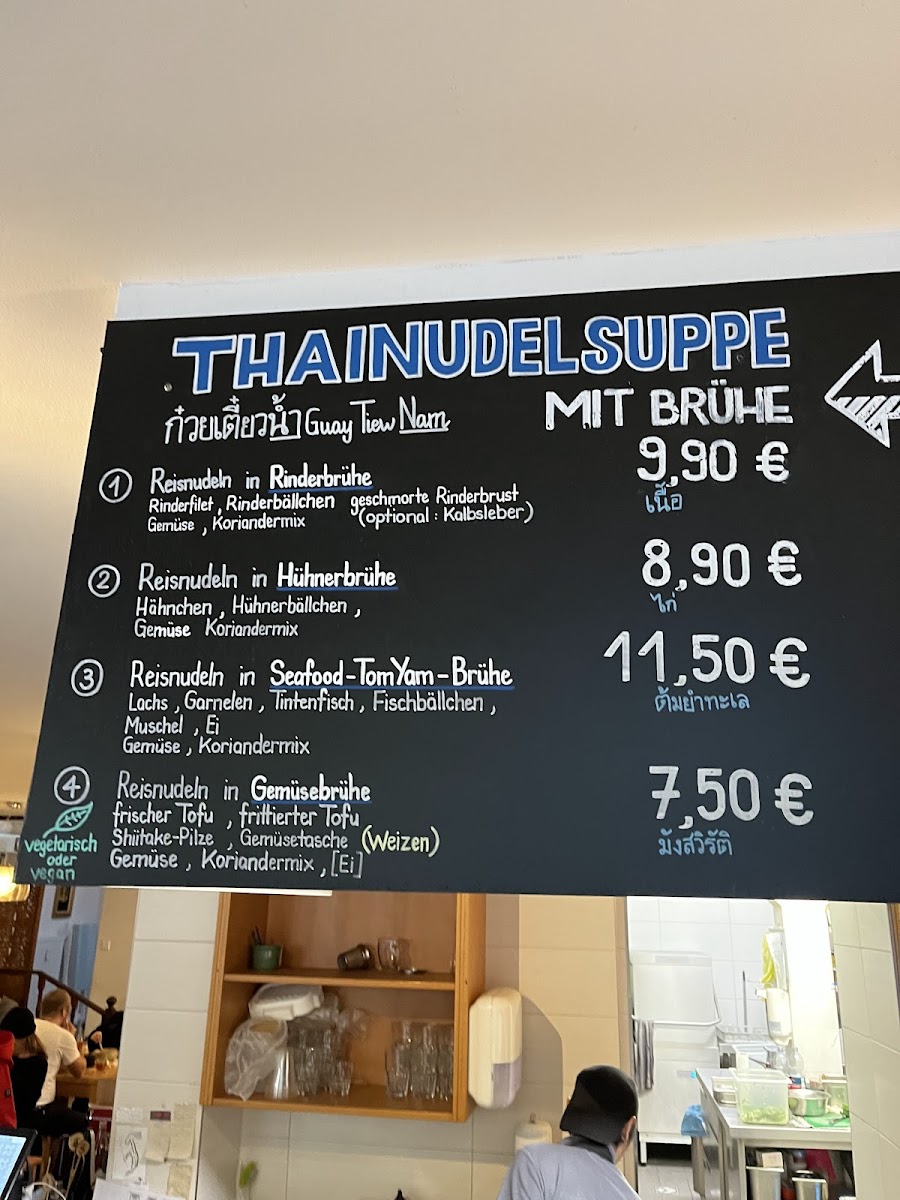 THAINUDELSUPPE
ก๋วยเตี๋ยวน้ำ Guay Tiew Nam MIT BRÜHE
1 Reisnudeln in Rinderbrühe 9,90 €
Rinderfilet, Rinderbällchen geschmorte Rinderbrust เนื้อ
Gemüse, Koriandermix (optional: Kalbsleber)
2 Reisnudeln in Hühnerbrühe 8,90 €
Hähnchen, Hühnerbällchen, ไก่
Gemüse Koriandermix
3 Reisnudeln in Seafood-TomYam-Brühe 11,50 €
Lachs, Garnelen, Tintenfisch, Fischbällchen, ต้มยำทะเล
Muschel, Ei
Gemüse, Koriandermix
4 Reisnudeln in Gemüsebrühe 7,50 €
frischer Tofu, frittierter Tofu
Shiitake-Pilze, Gemüsetasche (Weizen) มังสวิรัติ
Gemüse, Koriandermix, [Ei]
vegetarisch
oder
vegan